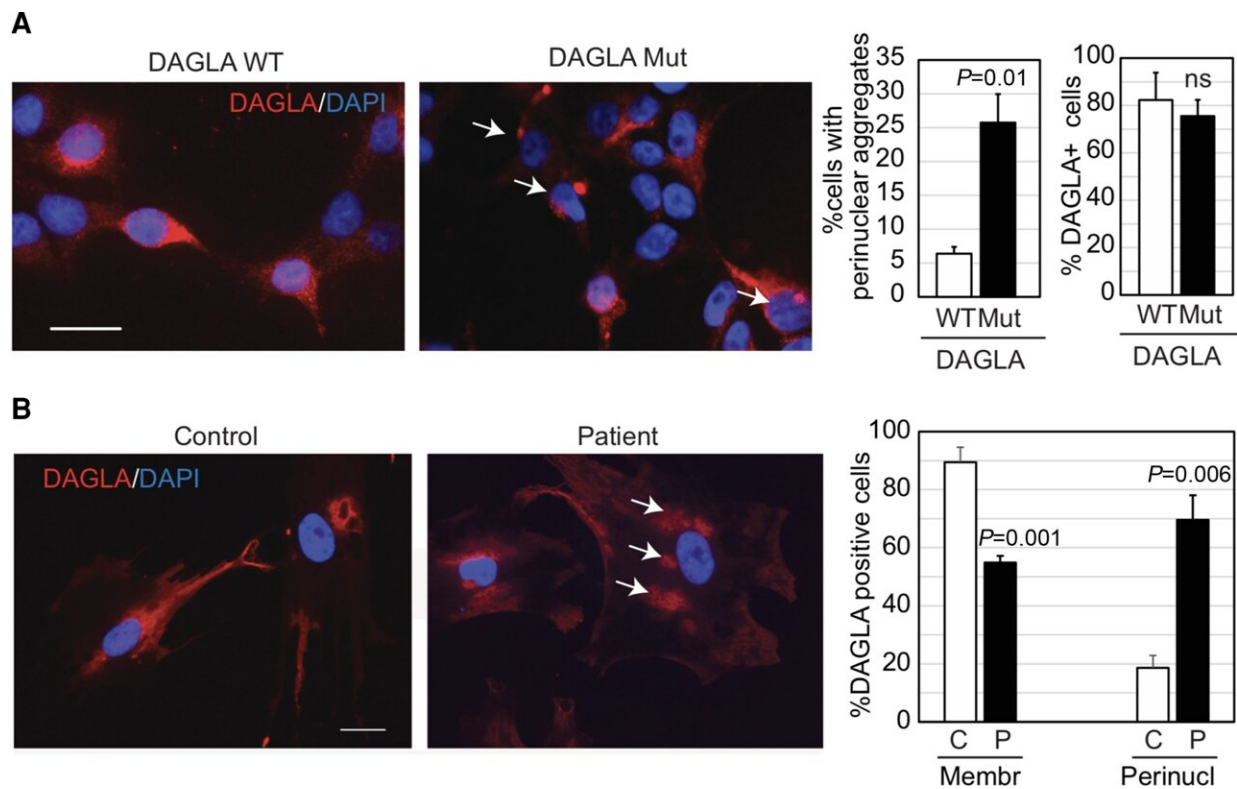 A
DAGLA WT
DAGLA/DAPI
DAGLA Mut
%cells with
perinuclear aggregates
35
30
25
20
15
10
5
0
P=0.01
WT Mut
DAGLA
% DAGLA+ cells
100
80
60
40
20
0
ns
WT Mut
DAGLA
B
Control
DAGLA/DAPI
Patient
%DAGLA positive cells
100
80
60
40
20
0
P=0.001
P=0.006
C P C P
Membr Perinucl